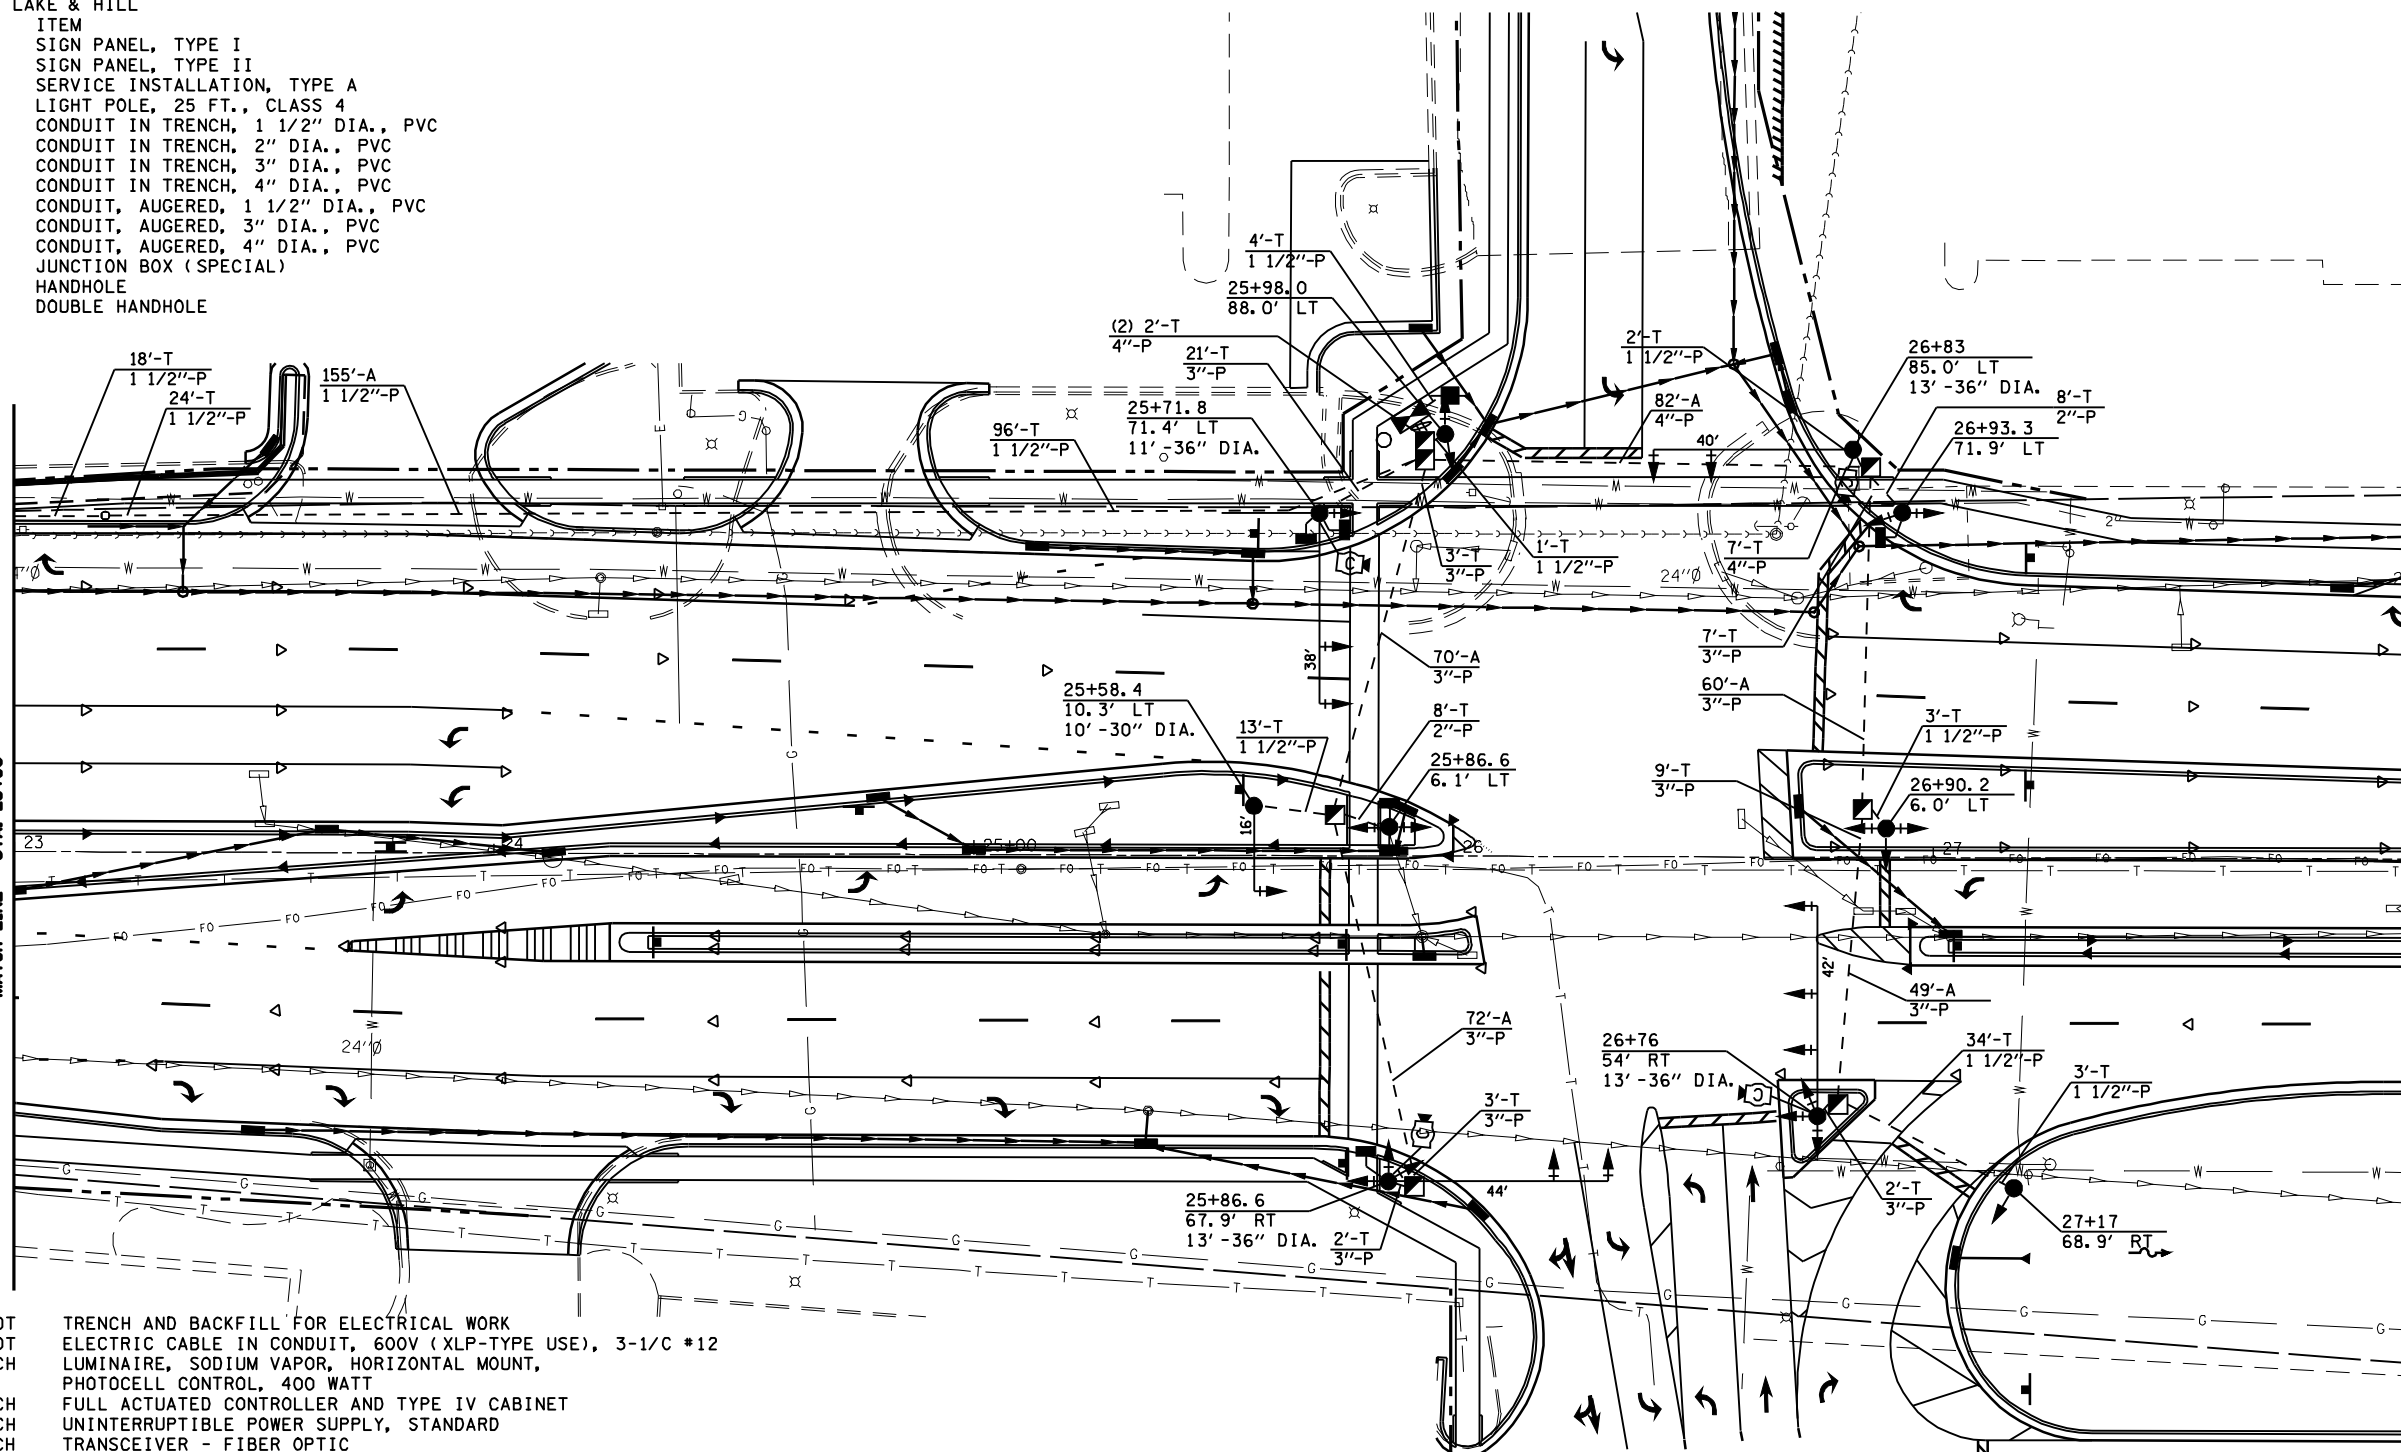 LAKE & HILL
ITEM
SIGN PANEL, TYPE I
SIGN PANEL, TYPE II
SERVICE INSTALLATION, TYPE A
LIGHT POLE, 25 FT., CLASS 4
CONDUIT IN TRENCH, 1 1/2" DIA., PVC
CONDUIT IN TRENCH, 2" DIA., PVC
CONDUIT IN TRENCH, 3" DIA., PVC
CONDUIT IN TRENCH, 4" DIA., PVC
CONDUIT, AUGERED, 1 1/2" DIA., PVC
CONDUIT, AUGERED, 3" DIA., PVC
CONDUIT, AUGERED, 4" DIA., PVC
JUNCTION BOX (SPECIAL)
HANDHOLE
DOUBLE HANDHOLE
4'-T
1 1/2"-P
25+98.0
88.0' LT
(2) 2'-T
4"-P
21'-T
3"-P
2'-T
1 1/2"-P
26+83
85.0' LT
13'-36" DIA.
18'-T
1 1/2"-P
24'-T
1 1/2"-P
155'-A
1 1/2"-P
25+71.8
71.4' LT
11'-36" DIA.
96'-T
1 1/2"-P
82'-A
4"-P
40'
8'-T
2"-P
26+93.3
71.9' LT
3'-T
3"-P
1'-T
1 1/2"-P
7'-T
4"-P
24"Ø
2"
7'-T
3"-P
38'
70'-A
3"-P
60'-A
3"-P
25+58.4
10.3' LT
10'-30" DIA.
13'-T
1 1/2"-P
8'-T
2"-P
25+86.6
6.1' LT
3'-T
1 1/2"-P
9'-T
3"-P
26+90.2
6.0' LT
16'
23
24
25+00
26
27
42'
49'-A
3"-P
72'-A
3"-P
24"Ø
26+76
54' RT
13'-36" DIA.
34'-T
1 1/2"-P
3'-T
1 1/2"-P
3'-T
3"-P
44'
25+86.6
67.9' RT
13'-36" DIA.
2'-T
3"-P
2'-T
3"-P
27+17
68.9' RT
TRENCH AND BACKFILL FOR ELECTRICAL WORK
ELECTRIC CABLE IN CONDUIT, 600V (XLP-TYPE USE), 3-1/C #12
LUMINAIRE, SODIUM VAPOR, HORIZONTAL MOUNT,
PHOTOCELL CONTROL, 400 WATT
FULL ACTUATED CONTROLLER AND TYPE IV CABINET
UNINTERRUPTIBLE POWER SUPPLY, STANDARD
TRANSCEIVER - FIBER OPTIC